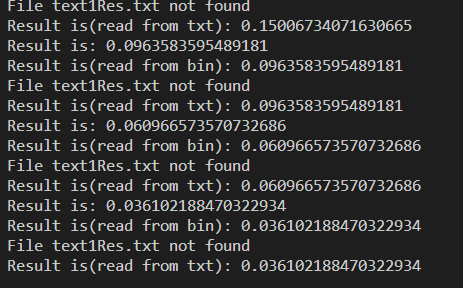 File text1Res.txt not found
Result is(read from txt): 0.15006734071630665
Result is: 0.0963583595489181
Result is(read from bin): 0.0963583595489181
File text1Res.txt not found
Result is(read from txt): 0.0963583595489181
Result is: 0.060966573570732686
Result is(read from bin): 0.060966573570732686
File text1Res.txt not found
Result is(read from txt): 0.060966573570732686
Result is: 0.036102188470322934
Result is(read from bin): 0.036102188470322934
File text1Res.txt not found
Result is(read from txt): 0.036102188470322934